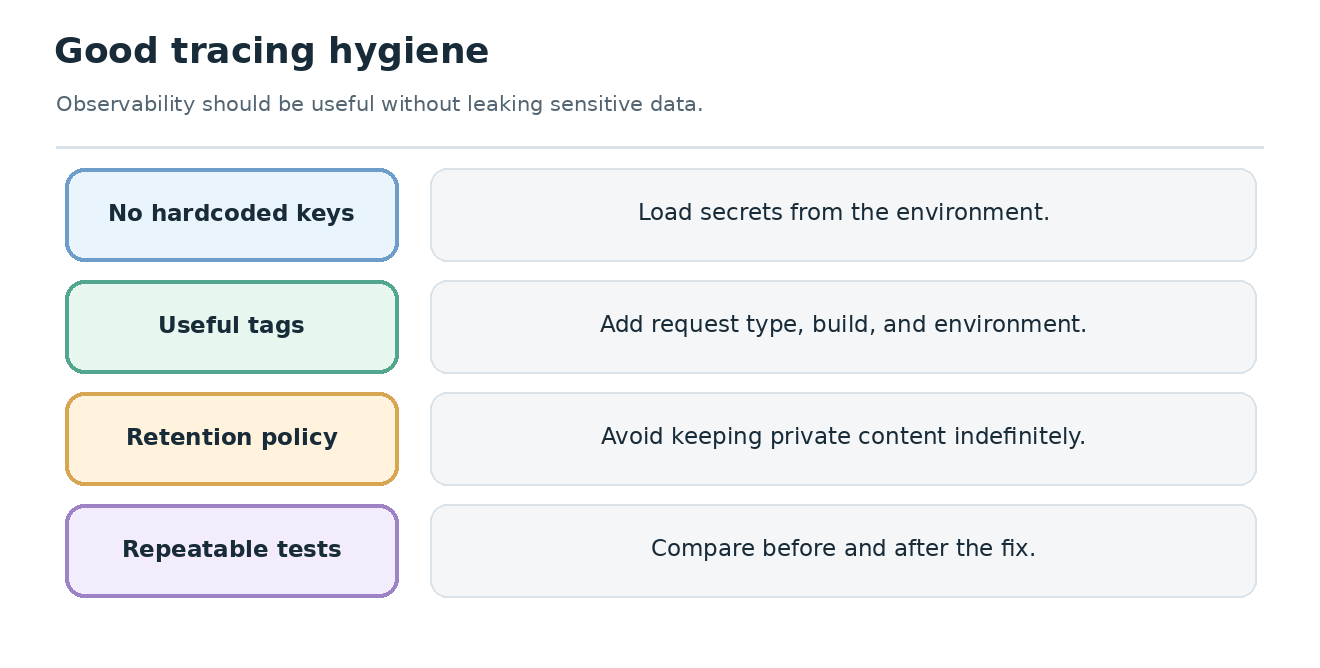 Good tracing hygiene
Observability should be useful without leaking sensitive data.
No hardcoded keys
Load secrets from the environment.
Useful tags
Add request type, build, and environment.
Retention policy
Avoid keeping private content indefinitely.
Repeatable tests
Compare before and after the fix.